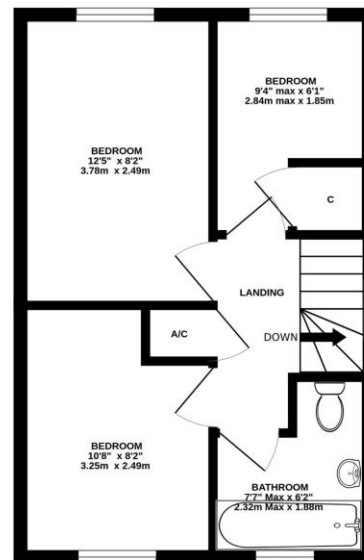 BEDROOM
12'5" x 8'2"
3.78m x 2.49m
BEDROOM
9'4" max x 6'1"
2.84m max x 1.85m
C
LANDING
A/C
DOWN
BEDROOM
10'8" x 8'2"
3.25m x 2.49m
BATHROOM
7'7" Max x 6'2"
2.32m Max x 1.88m